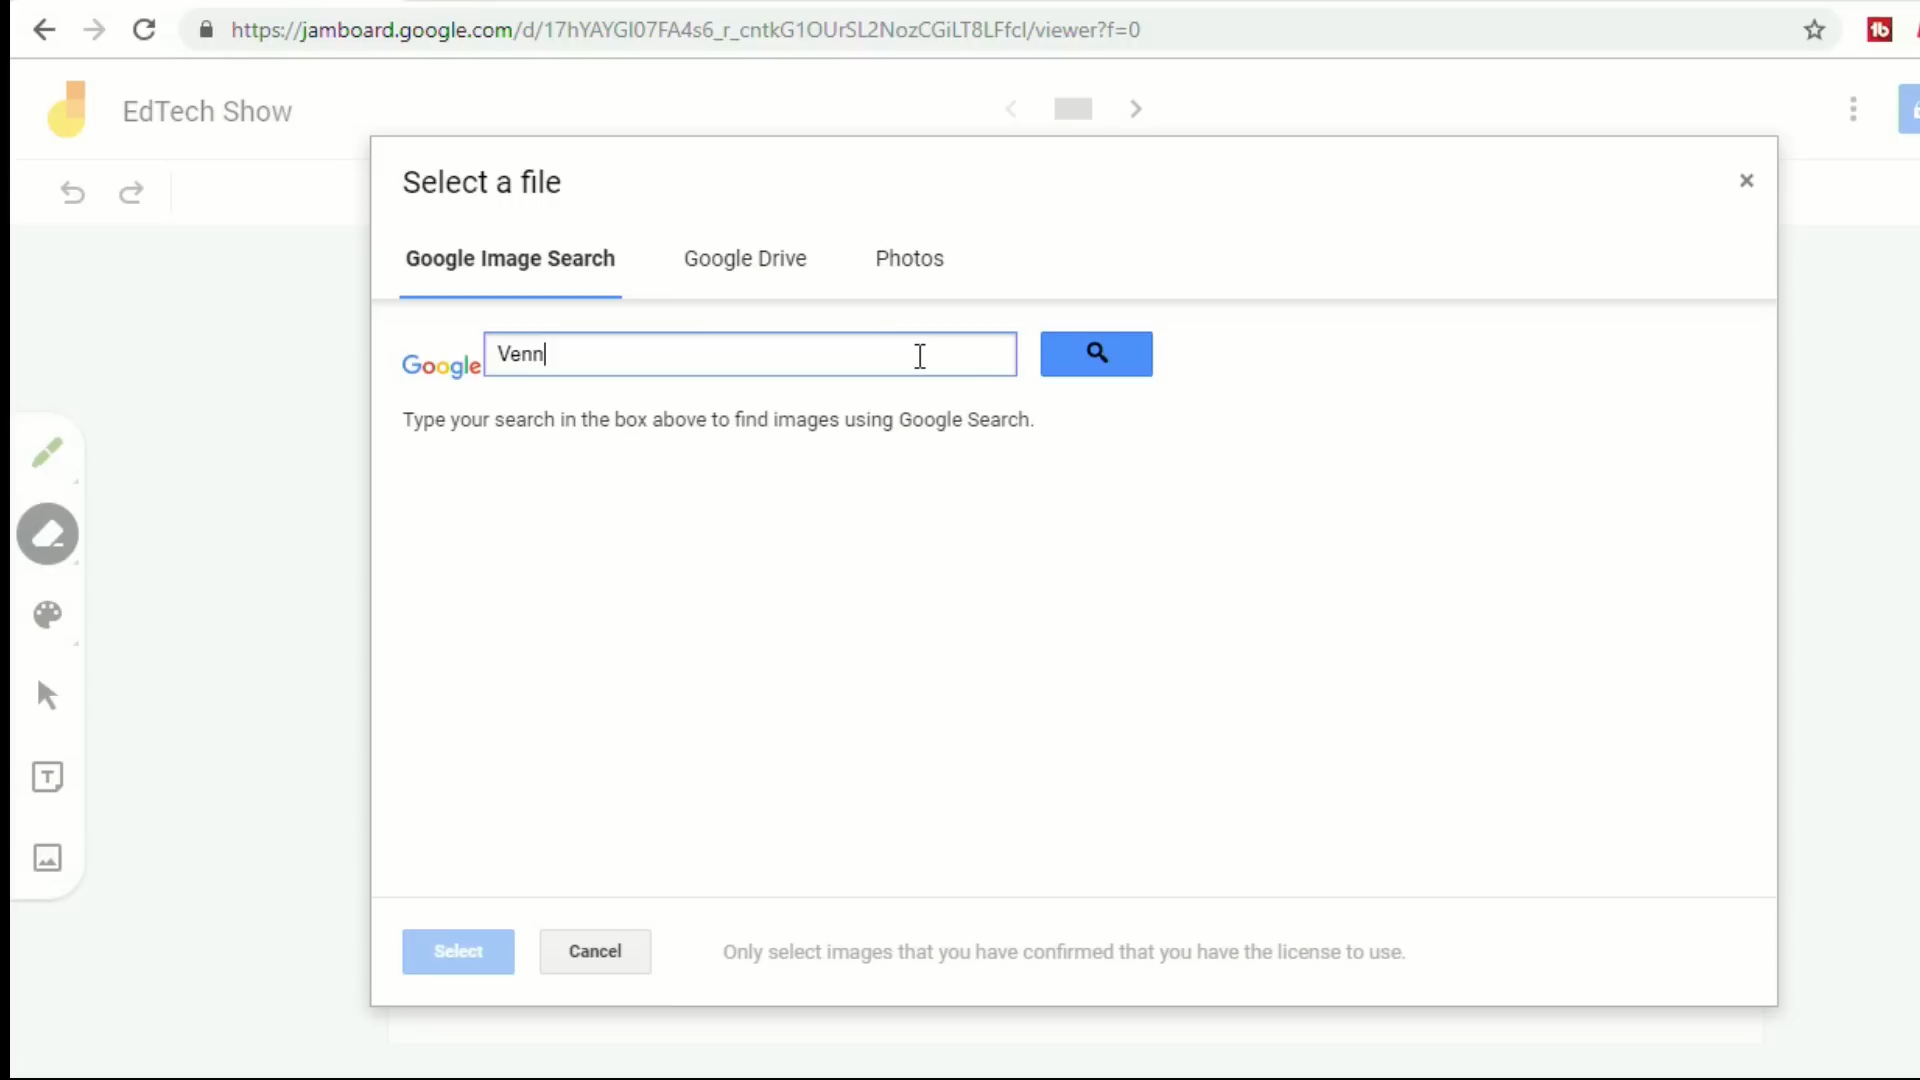 https://jamboard.google.com/d/17hYAYGI07FA4s6_r_cntkG1OUrSL2NozCGiLT8LFfcI/viewer?f=0
EdTech Show
Select a file
Google Image Search Google Drive Photos
Google Venn
Type your search in the box above to find images using Google Search.
T
Select Cancel Only select images that you have confirmed that you have the license to use.